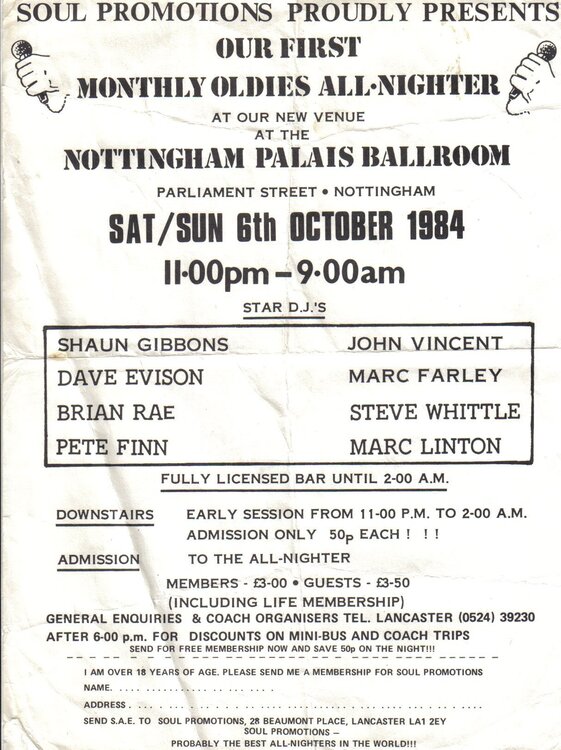 SOUL PROMOTIONS PROUDLY PRESENTS
OUR FIRST
MONTHLY OLDIES ALL·NIGHTER
AT OUR NEW VENUE
AT THE
NOTTINGHAM PALAIS BALLROOM
PARLIAMENT STREET • NOTTINGHAM
SAT/SUN 6th OCTOBER 1984
11·00pm – 9·00am
STAR D.J.'S
SHAUN GIBBONS JOHN VINCENT
DAVE EVISON MARC FARLEY
BRIAN RAE STEVE WHITTLE
PETE FINN MARC LINTON
FULLY LICENSED BAR UNTIL 2-00 A.M.
DOWNSTAIRS EARLY SESSION FROM 11-00 P.M. TO 2-00 A.M.
ADMISSION ONLY 50p EACH ! ! !
ADMISSION TO THE ALL-NIGHTER
MEMBERS - £3-00 • GUESTS - £3-50
(INCLUDING LIFE MEMBERSHIP)
GENERAL ENQUIRIES & COACH ORGANISERS TEL. LANCASTER (0524) 39230
AFTER 6-00 p.m. FOR DISCOUNTS ON MINI-BUS AND COACH TRIPS
SEND FOR FREE MEMBERSHIP NOW AND SAVE 50p ON THE NIGHT!!!
I AM OVER 18 YEARS OF AGE. PLEASE SEND ME A MEMBERSHIP FOR SOUL PROMOTIONS
NAME. . . . . . . . . . . . . . . . . . . . .
ADDRESS . . . . . . . . . . . . . . . . . . . . . . . . . . . . . . . . . . . .
SEND S.A.E. TO SOUL PROMOTIONS, 28 BEAUMONT PLACE, LANCASTER LA1 2EY
SOUL PROMOTIONS –
PROBABLY THE BEST ALL-NIGHTERS IN THE WORLD!!!